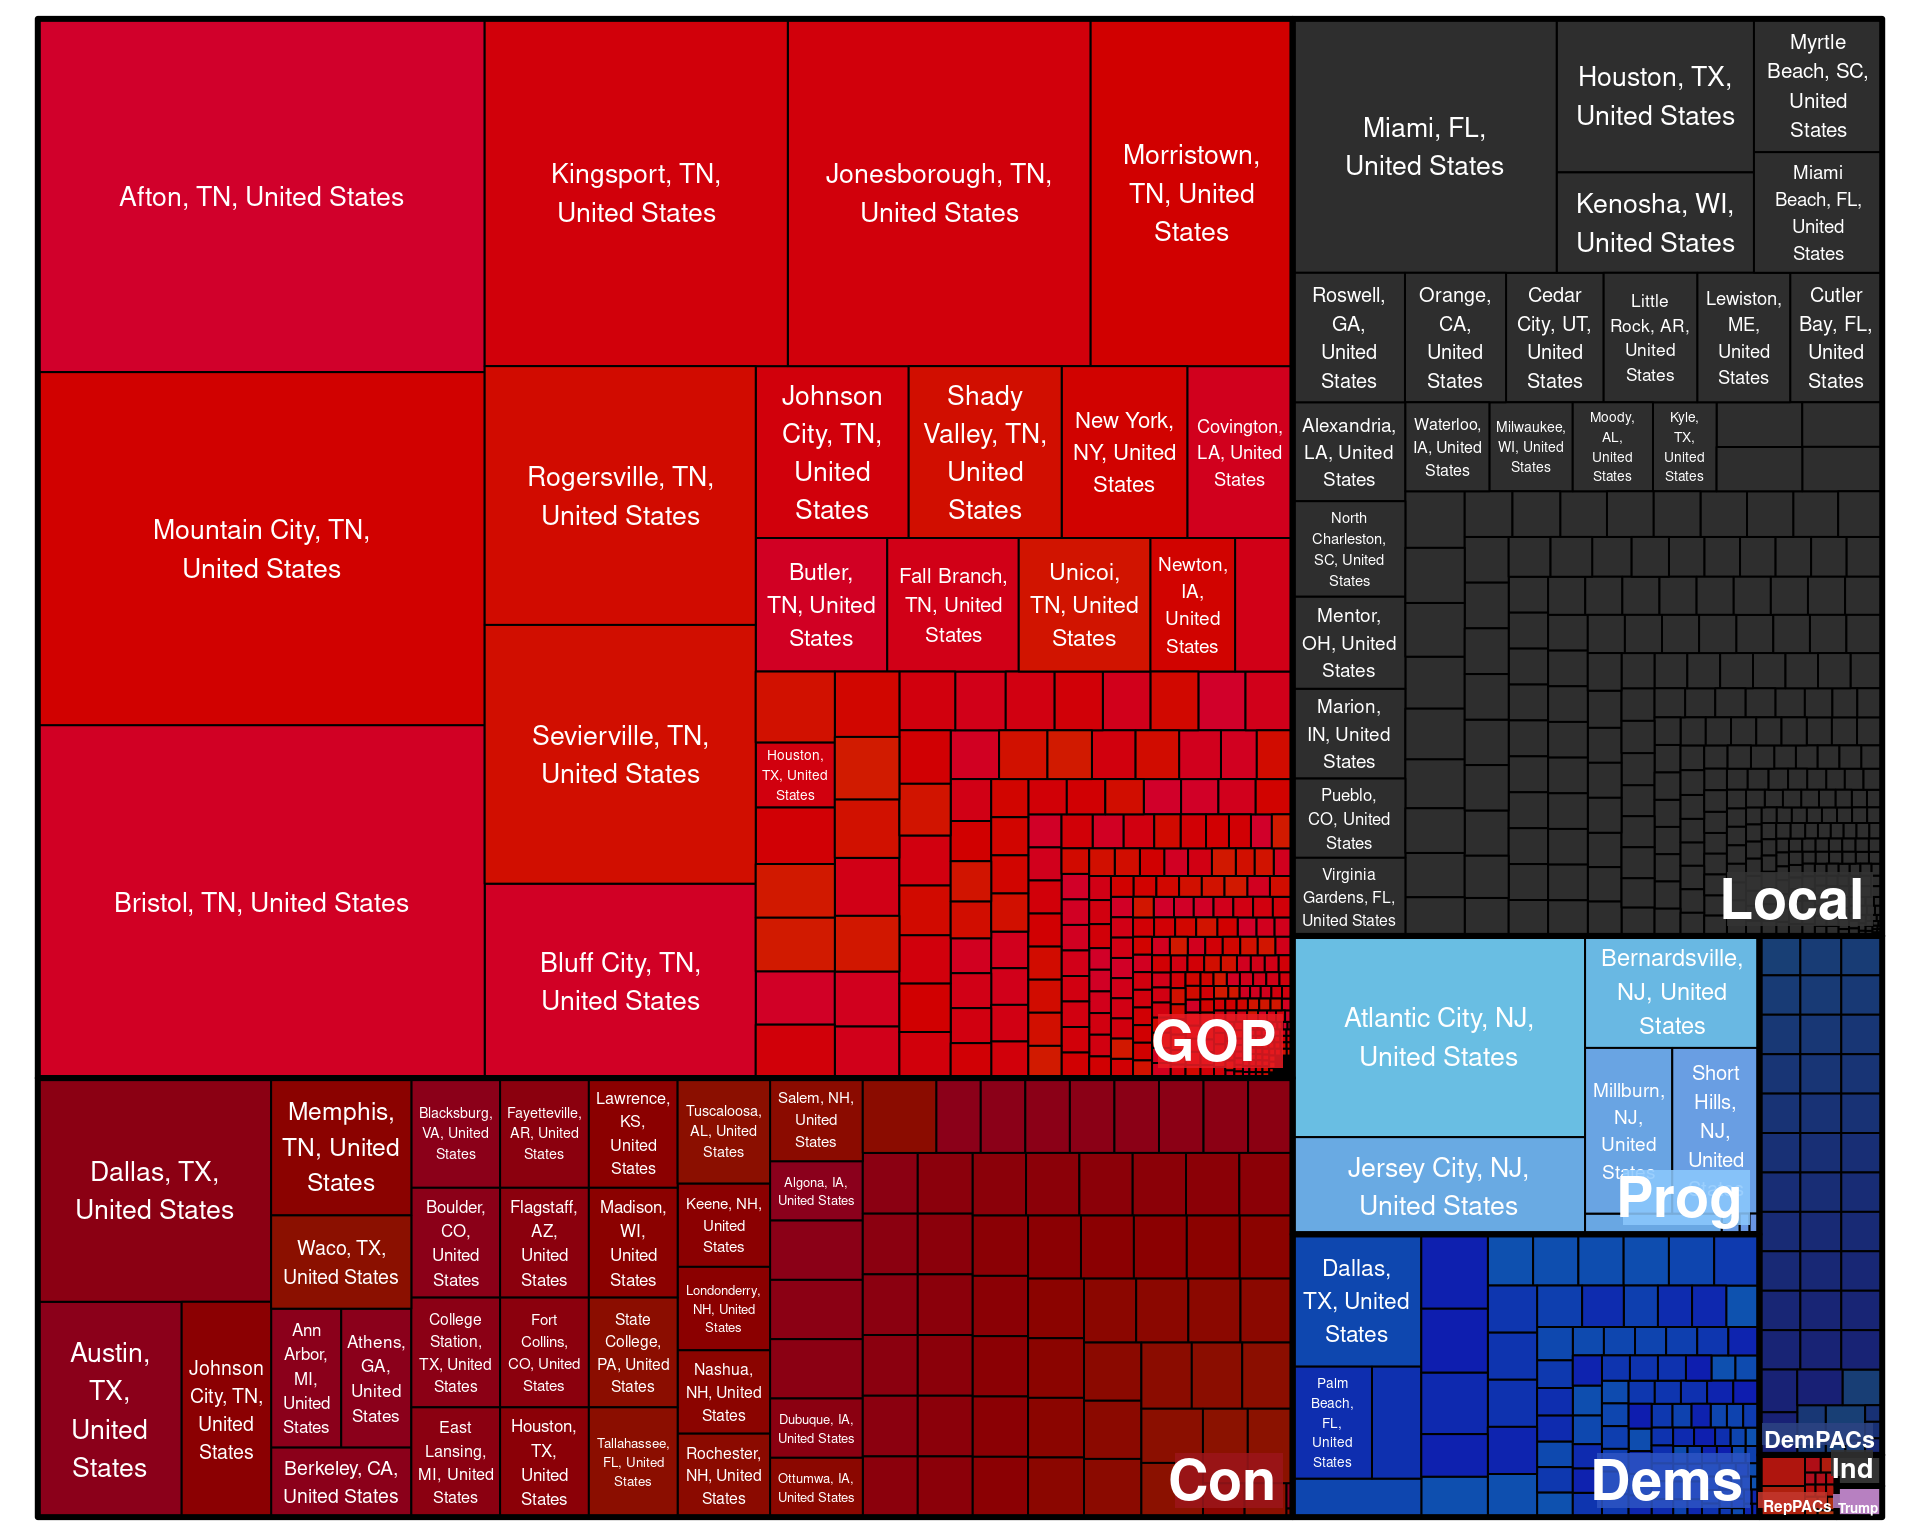 Afton, TN, United States
Kingsport, TN,
United States
Jonesborough, TN,
United States
Morristown,
TN, United
States
Mountain City, TN,
United States
Bristol, TN, United States
Rogersville, TN,
United States
Sevierville, TN,
United States
Bluff City, TN,
United States
Johnson
City, TN,
United
States
Shady
Valley, TN,
United
States
New York,
NY, United
States
Covington,
LA, United
States
Butler,
TN, United
States
Fall Branch,
TN, United
States
Unicoi,
TN, United
States
Newton,
IA,
United
States
Houston,
TX, United
States
GOP
Miami, FL,
United States
Houston, TX,
United States
Kenosha, WI,
United States
Myrtle
Beach, SC,
United
States
Miami
Beach, FL,
United
States
Roswell,
GA,
United
States
Orange,
CA,
United
States
Cedar
City, UT,
United
States
Little
Rock, AR,
United
States
Lewiston,
ME,
United
States
Cutler
Bay, FL,
United
States
Alexandria,
LA, United
States
Waterloo,
IA, United
States
Milwaukee,
WI, United
States
Moody,
AL,
United
States
Kyle,
TX,
United
States
North
Charleston,
SC, United
States
Mentor,
OH, United
States
Marion,
IN, United
States
Pueblo,
CO, United
States
Virginia
Gardens, FL,
United States
Local
Dallas, TX,
United States
Austin,
TX,
United
States
Johnson
City, TN,
United
States
Memphis,
TN, United
States
Waco, TX,
United States
Ann
Arbor,
MI,
United
States
Athens,
GA,
United
States
Berkeley, CA,
United States
Blacksburg,
VA, United
States
Boulder,
CO,
United
States
College
Station,
TX, United
States
East
Lansing,
MI, United
States
Fayetteville,
AR, United
States
Flagstaff,
AZ,
United
States
Fort
Collins,
CO, United
States
Houston,
TX,
United
States
Lawrence,
KS,
United
States
Madison,
WI,
United
States
State
College,
PA, United
States
Tallahassee,
FL, United
States
Tuscaloosa,
AL, United
States
Keene, NH,
United
States
Londonderry,
NH, United
States
Nashua,
NH, United
States
Rochester,
NH, United
States
Salem, NH,
United
States
Algona, IA,
United States
Dubuque, IA,
United States
Ottumwa, IA,
United States
Con
Atlantic City, NJ,
United States
Jersey City, NJ,
United States
Bernardsville,
NJ, United
States
Millburn,
NJ,
United
States
Short
Hills,
NJ,
United
States
Prog
Dallas,
TX, United
States
Palm
Beach,
FL,
United
States
Dems
DemPACs
Ind
RepPACs
Trump